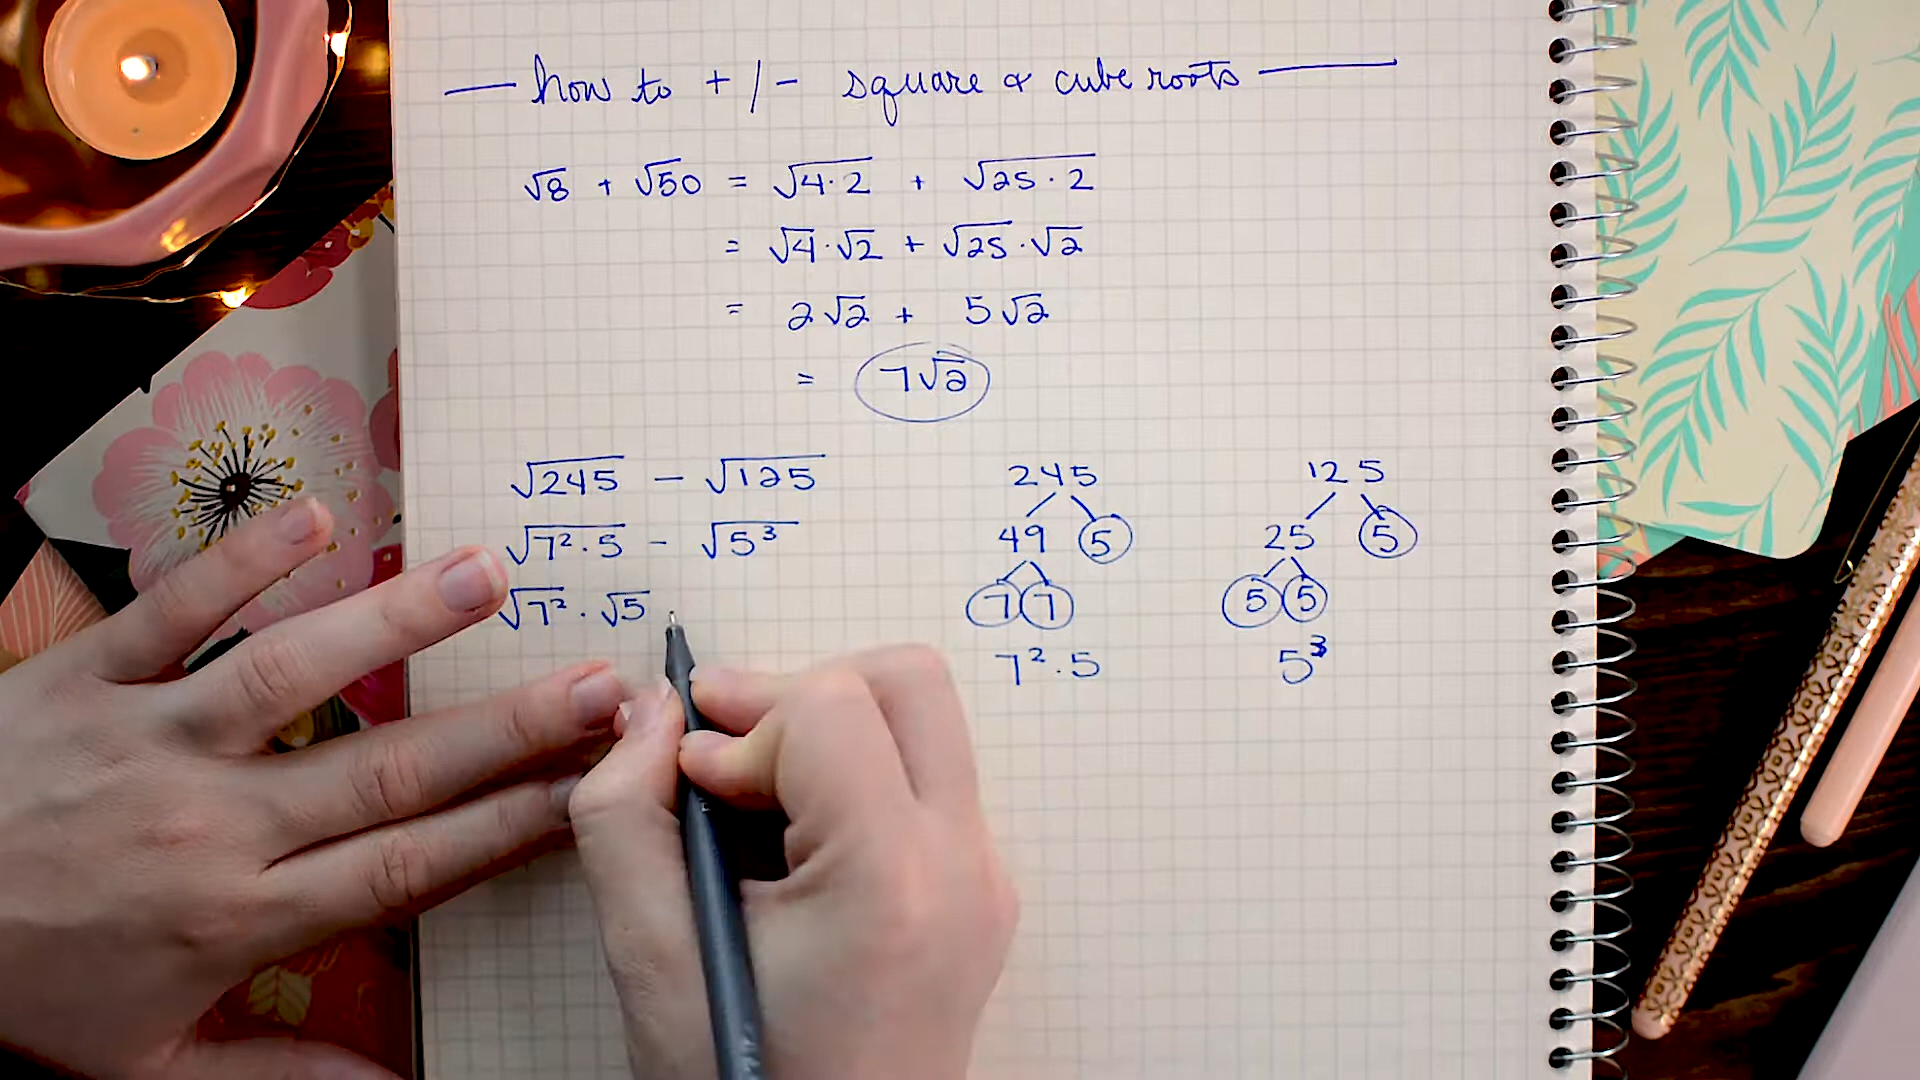 — how to + / - square & cube roots —
√8 + √50 = √4·2 + √25·2
= √4·√2 + √25·√2
= 2√2 + 5√2
= 7√2
√245 - √125
√7²·5 - √5³
√7²·√5
245
49 5
7 7
7²·5
125
25 5
5 5
5³